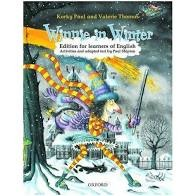 Korky Paul and Valerie Thomas
Winnie in Winter
Edition for learners of English
Activities and adapted text by Paul Shipton
OXFORD